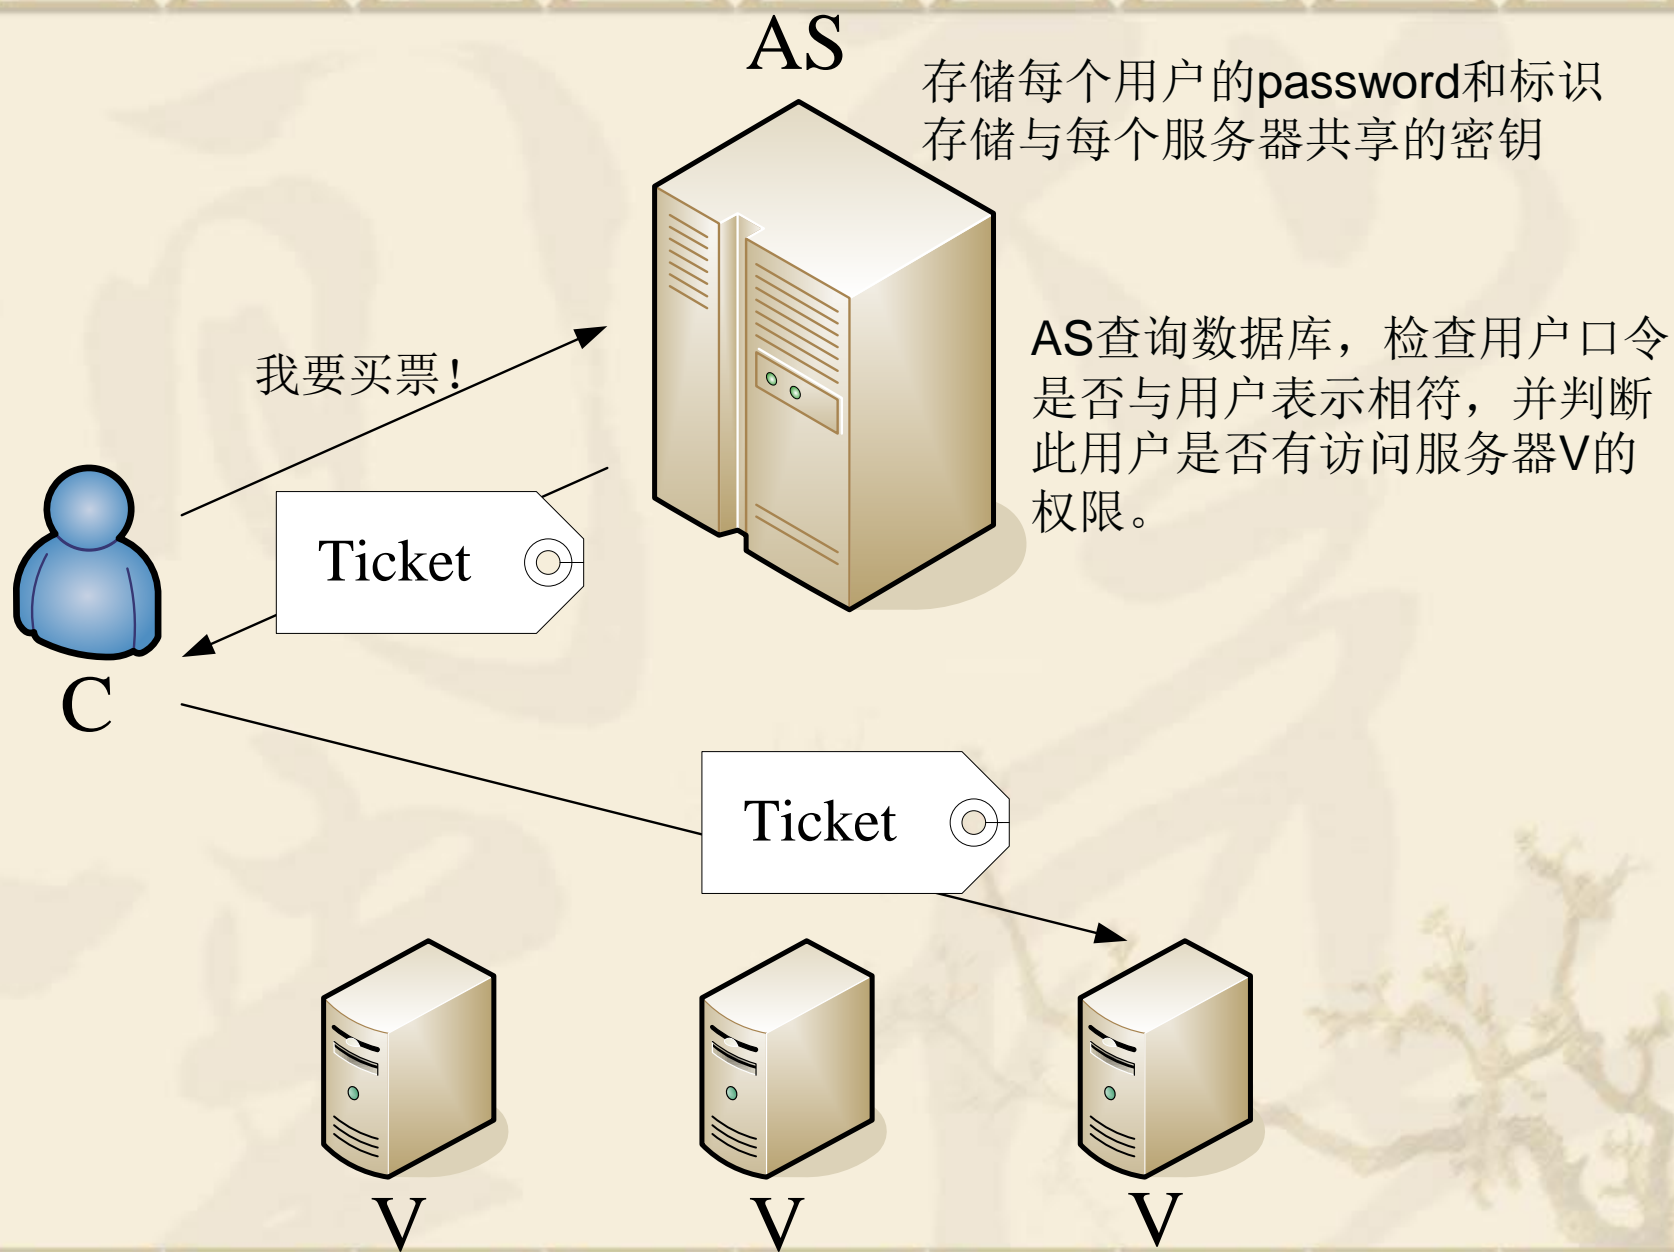 AS
存储每个用户的password和标识
存储与每个服务器共享的密钥
AS查询数据库，检查用户口令
是否与用户表示相符，并判断
此用户是否有访问服务器V的
权限。
我要买票！
Ticket
C
Ticket
V
V
V